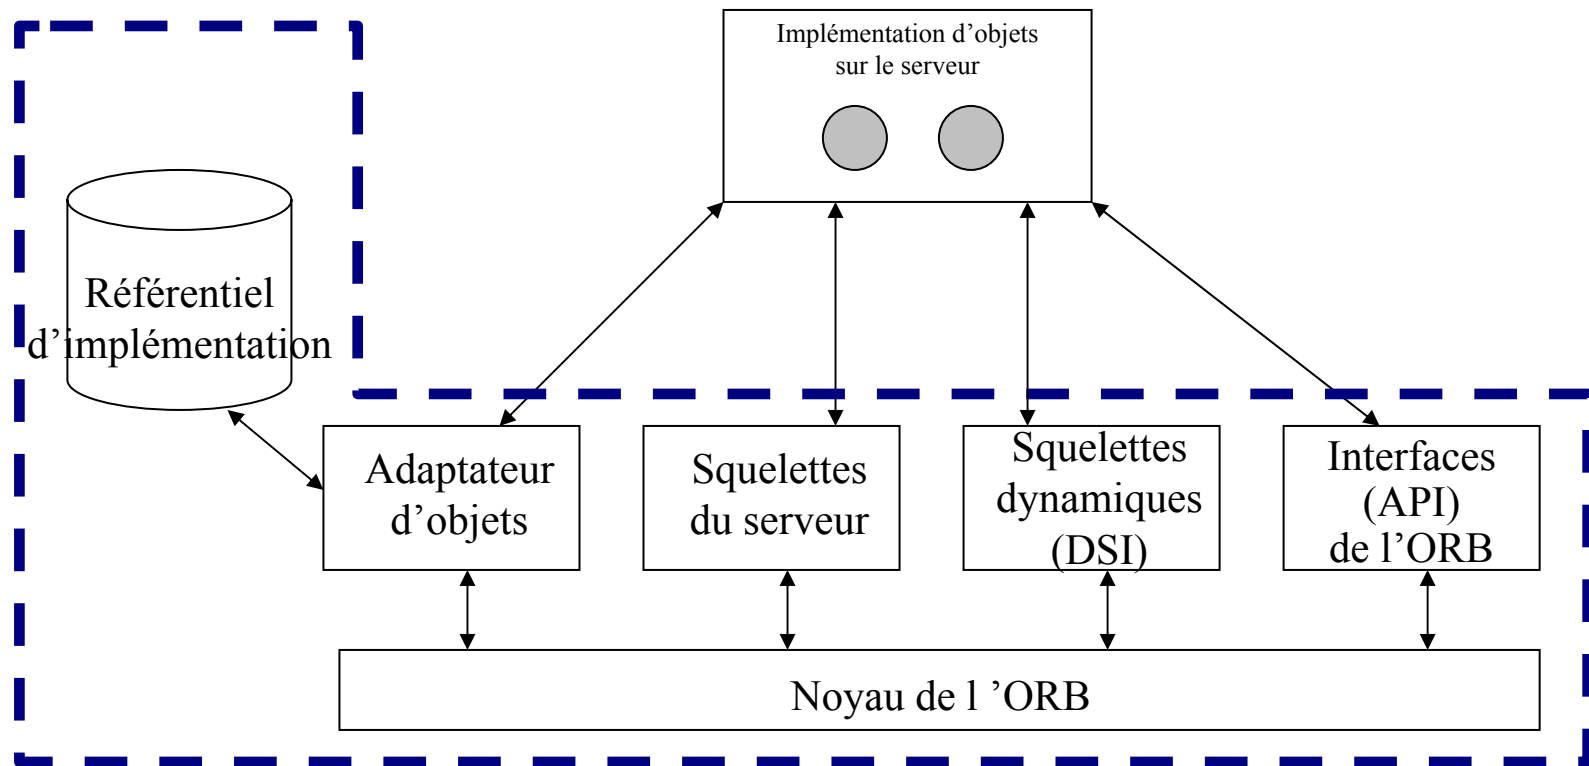 Implémentation d’objets
sur le serveur
Référentiel
d’implémentation
Adaptateur
d’objets
Squelettes
du serveur
Squelettes
dynamiques
(DSI)
Interfaces
(API)
de l’ORB
Noyau de l ’ORB